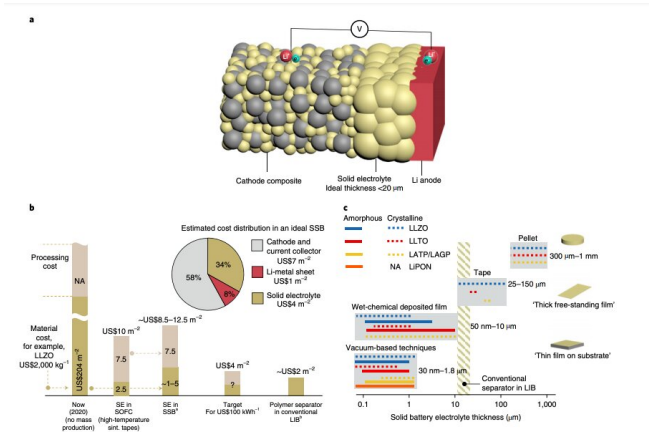 a
V
Li+
e-
Li+
e-
Cathode composite
Solid electrolyte
Ideal thickness <20 μm
Li anode
b
Estimated cost distribution in an ideal SSB
34%
58%
8%
Cathode and
current collector
US$7 m⁻²
Li-metal sheet
US$1 m⁻²
Solid electrolyte
US$4 m⁻²
Processing
cost
NA
Material
cost,
for example,
LLZO
US$2,000 kg⁻¹
US$204 m⁻²
US$10 m⁻²
7.5
2.5
~US$8.5–12.5 m⁻²
7.5
~1–5
US$4 m⁻²
?
~US$2 m⁻²
Now
(2020)
(no mass
production)
SE in
SOFC
(high-temperature
sint. tapes)
SE in
SSBᵃ
Target
For US$100 kWh⁻¹
Polymer separator
in conventional
LIBᵇ
c
Amorphous Crystalline
LLZO
LLTO
LATP/LAGP
NA LiPON
Pellet
300 μm–1 mm
Tape
25–150 μm
'Thick free-standing film'
Wet-chemical deposited film
50 nm–10 μm
'Thin film on substrate'
Vacuum-based techniques
30 nm–1.8 μm
Conventional
separator in LIB
0.1 1 10 100 1,000
Solid battery electrolyte thickness (μm)